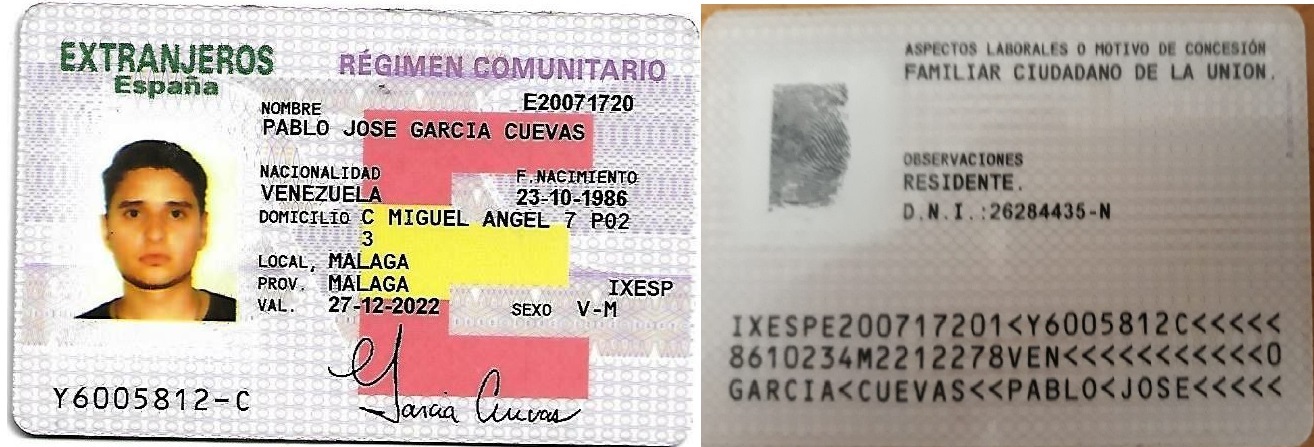 EXTRANJEROS
España
RÉGIMEN COMUNITARIO
E20071720
NOMBRE
PABLO JOSE GARCIA CUEVAS
NACIONALIDAD F.NACIMIENTO
VENEZUELA 23-10-1986
DOMICILIO C MIGUEL ANGEL 7 P02
3
LOCAL, MALAGA
PROV. MALAGA IXESP
VAL. 27-12-2022 SEXO V-M
Garcia Cuevas
Y6005812-C
ASPECTOS LABORALES O MOTIVO DE CONCESIÓN
FAMILIAR CIUDADANO DE LA UNION.
OBSERVACIONES
RESIDENTE.
D.N.I.:26284435-N
IXESPE200717201<Y6005812C<<<<<
8610234M2212278VEN<<<<<<<<<<<0
GARCIA<CUEVAS<<PABLO<JOSE<<<<<